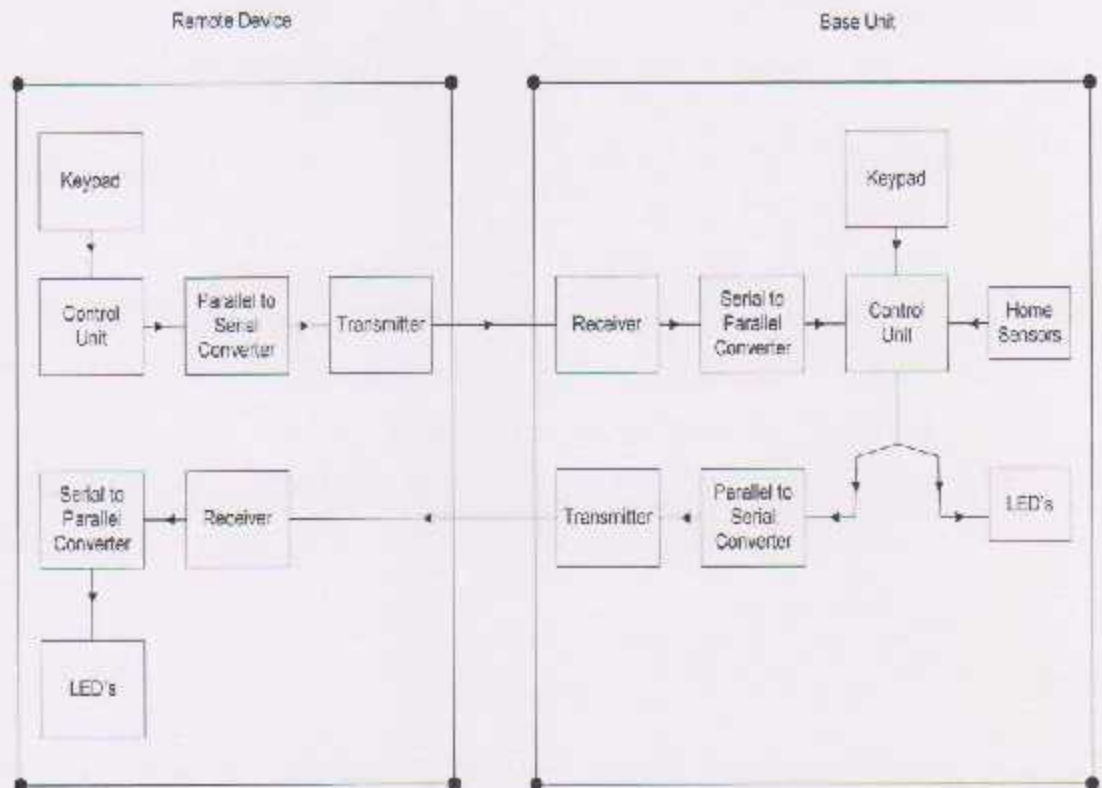 Remote Device
Base Unit
Keypad
Keypad
Control
Unit
Parallel to
Serial
Converter
Transmitter
Receiver
Serial to
Parallel
Converter
Control
Unit
Home
Sensors
Serial to
Parallel
Converter
Receiver
Transmitter
Parallel to
Serial
Converter
LED's
LED's